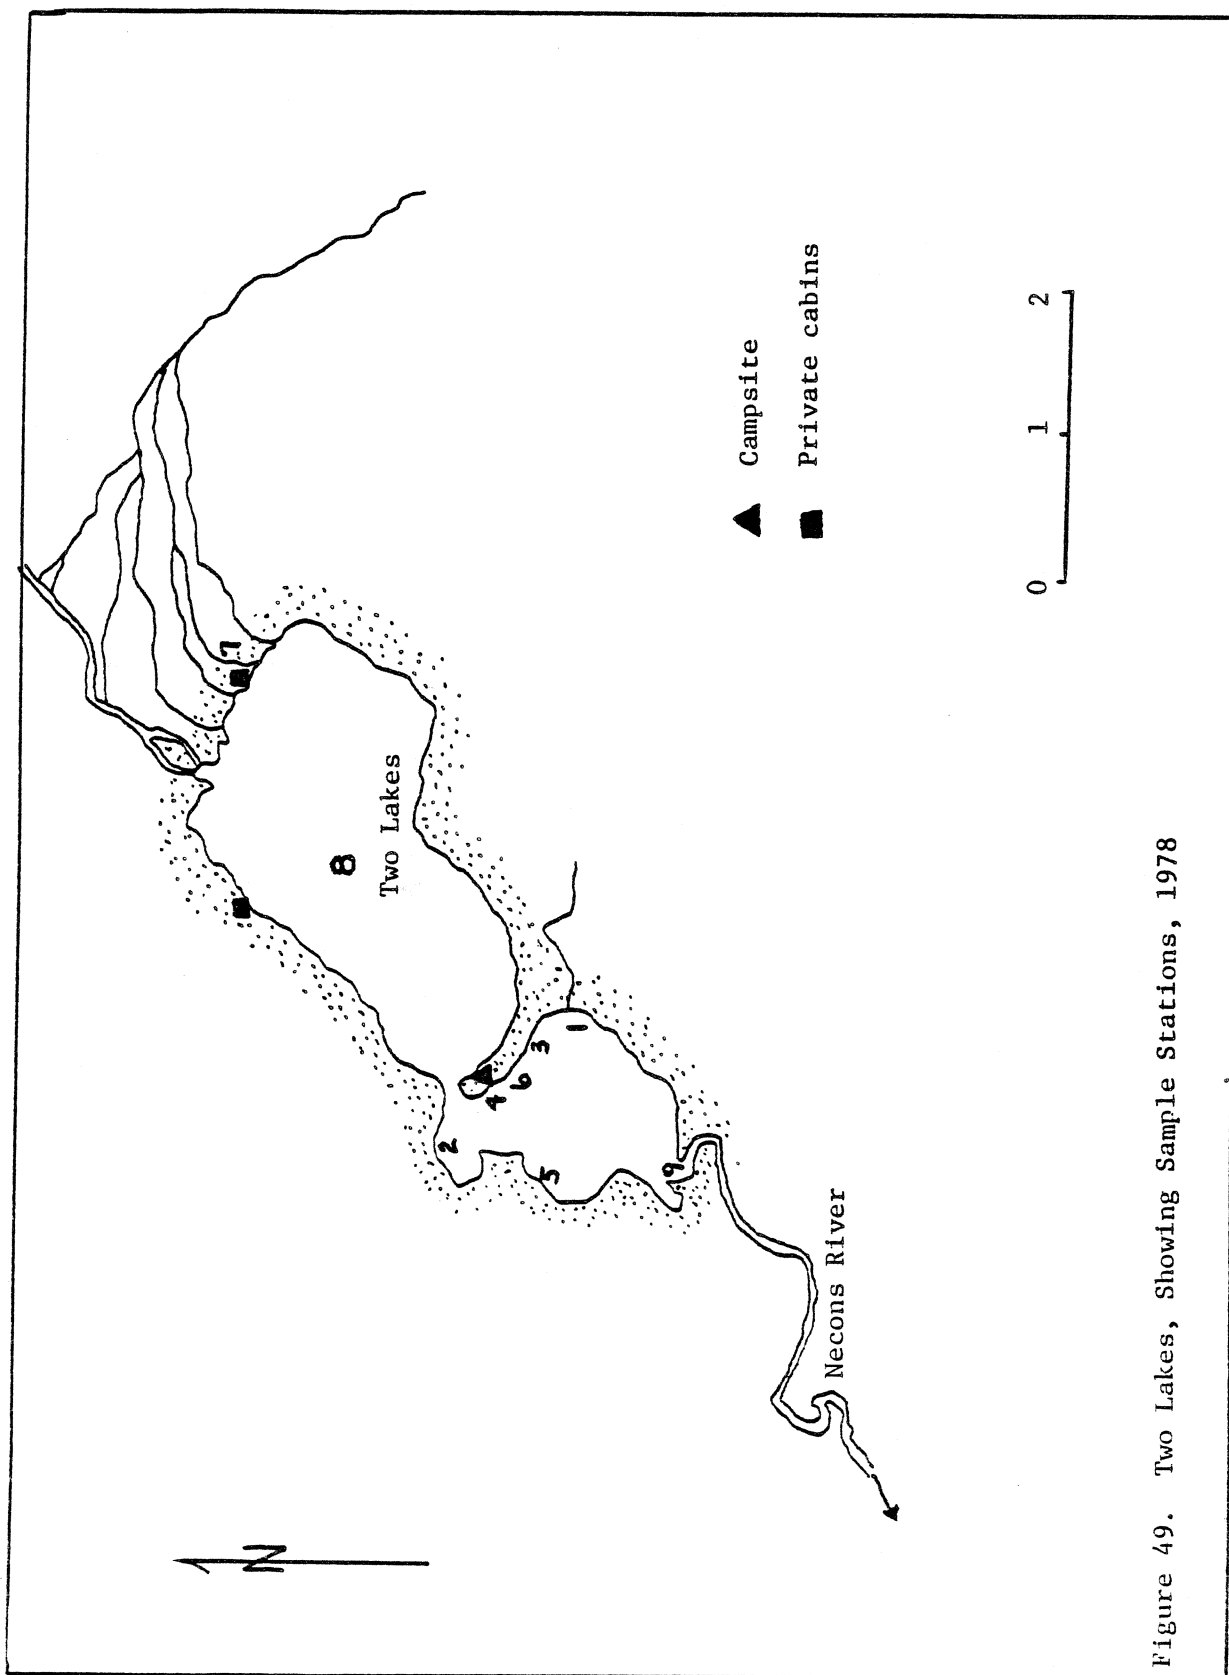 N
7
8
Two Lakes
2
4
6
3
1
5
9
Necons River
Campsite
Private cabins
0 1 2
Figure 49. Two Lakes, Showing Sample Stations, 1978